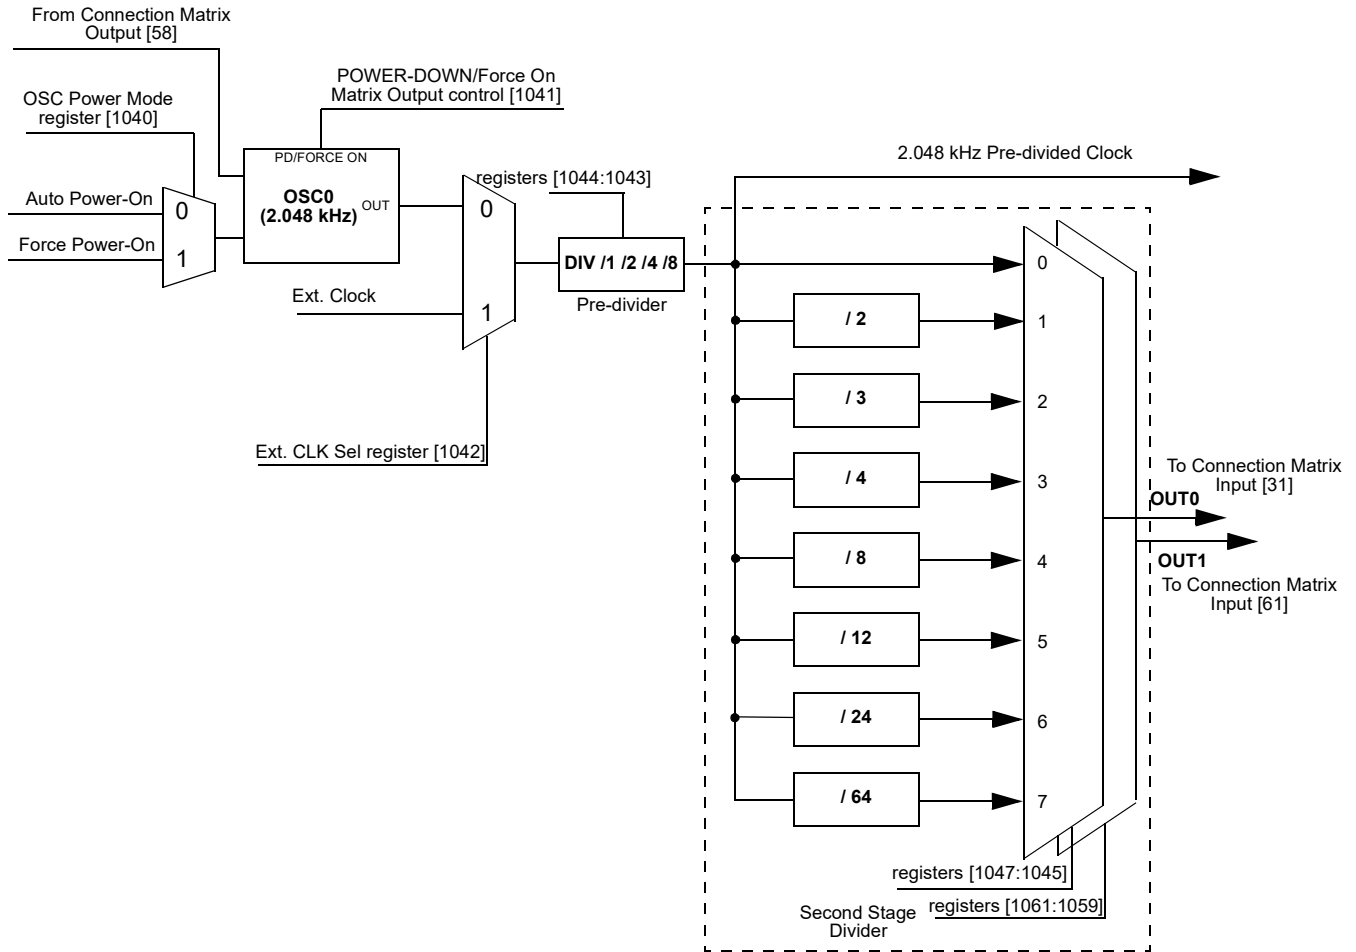 From Connection Matrix
Output [58]
POWER-DOWN/Force On
Matrix Output control [1041]
OSC Power Mode
register [1040]
PD/FORCE ON
OSC0
(2.048 kHz)
OUT
Auto Power-On
Force Power-On
0
1
registers [1044:1043]
0
1
Ext. Clock
DIV /1 /2 /4 /8
Pre-divider
Ext. CLK Sel register [1042]
2.048 kHz Pre-divided Clock
0
/ 2
1
/ 3
2
/ 4
3
/ 8
4
/ 12
5
/ 24
6
/ 64
7
To Connection Matrix
Input [31]
OUT0
OUT1
To Connection Matrix
Input [61]
registers [1047:1045]
registers [1061:1059]
Second Stage
Divider